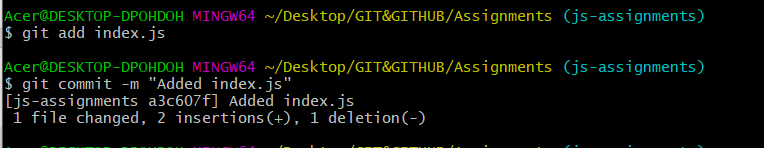 Acer@DESKTOP-DPOHDOH MINGW64 ~/Desktop/GIT&GITHUB/Assignments (js-assignments)
$ git add index.js
Acer@DESKTOP-DPOHDOH MINGW64 ~/Desktop/GIT&GITHUB/Assignments (js-assignments)
$ git commit -m "Added index.js"
[js-assignments a3c607f] Added index.js
1 file changed, 2 insertions(+), 1 deletion(-)